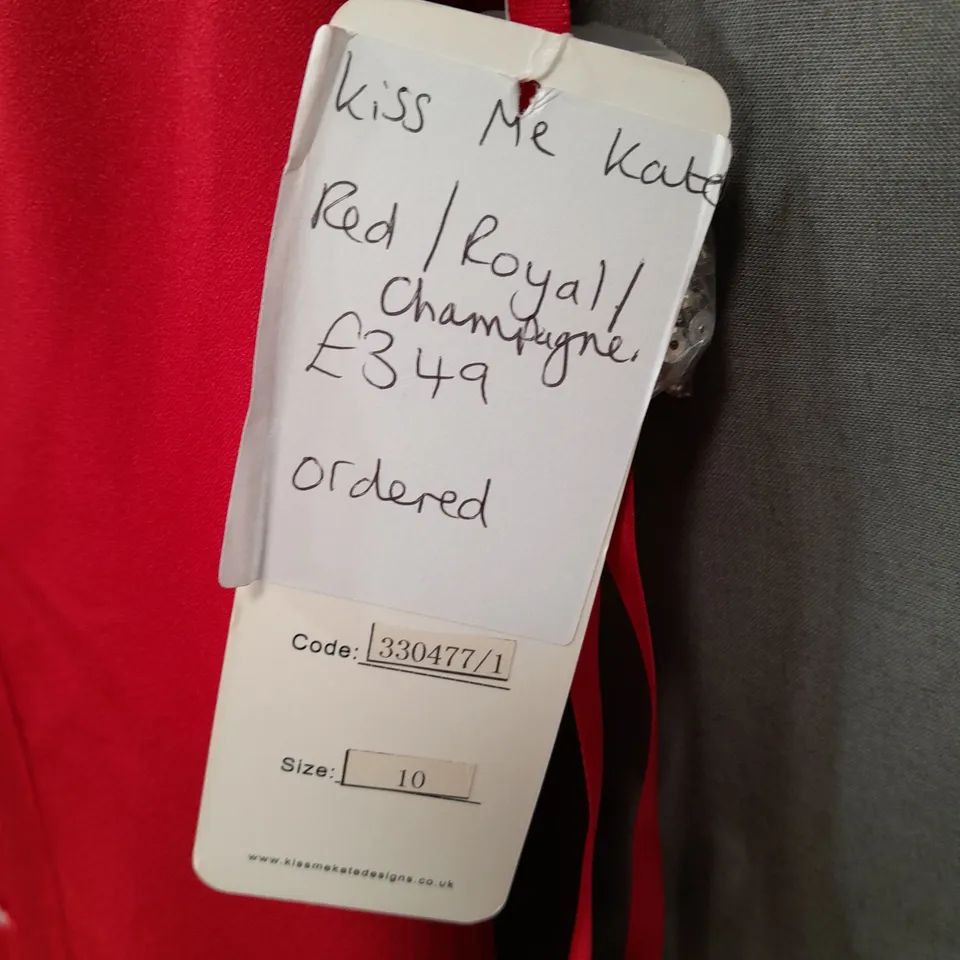 Kiss Me Kate
Red / Royal /
Champagne.
£349
ordered
Code: 330477/1
Size: 10
www.kissmekatedesigns.co.uk